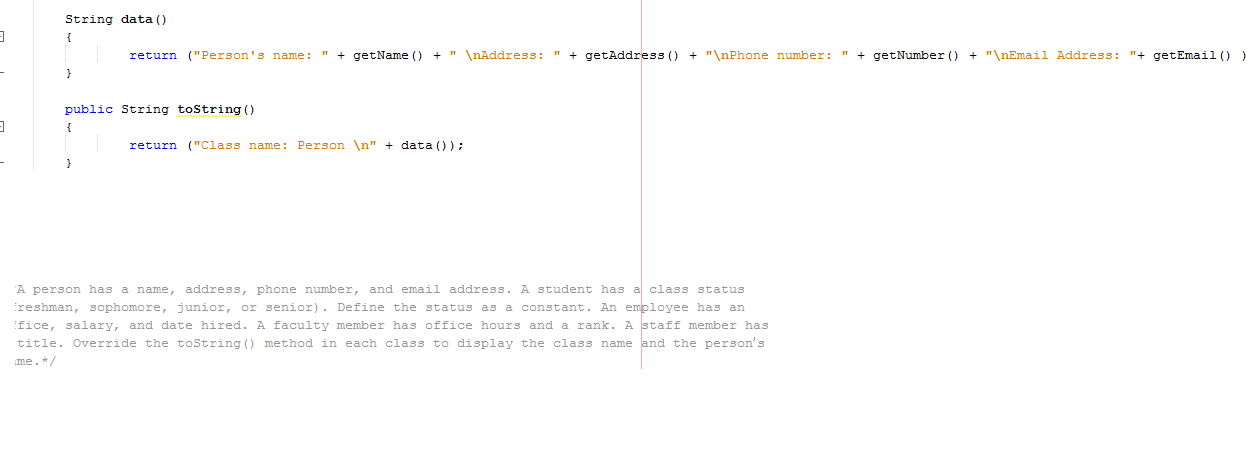 String data()
{
return ("Person's name: " + getName() + " \nAddress: " + getAddress() + "\nPhone number: " + getNumber() + "\nEmail Address: "+ getEmail() )
}
public String toString()
{
return ("Class name: Person \n" + data());
}
A person has a name, address, phone number, and email address. A student has a class status
reshman, sophomore, junior, or senior). Define the status as a constant. An employee has an
fice, salary, and date hired. A faculty member has office hours and a rank. A staff member has
title. Override the toString() method in each class to display the class name and the person's
me.*/